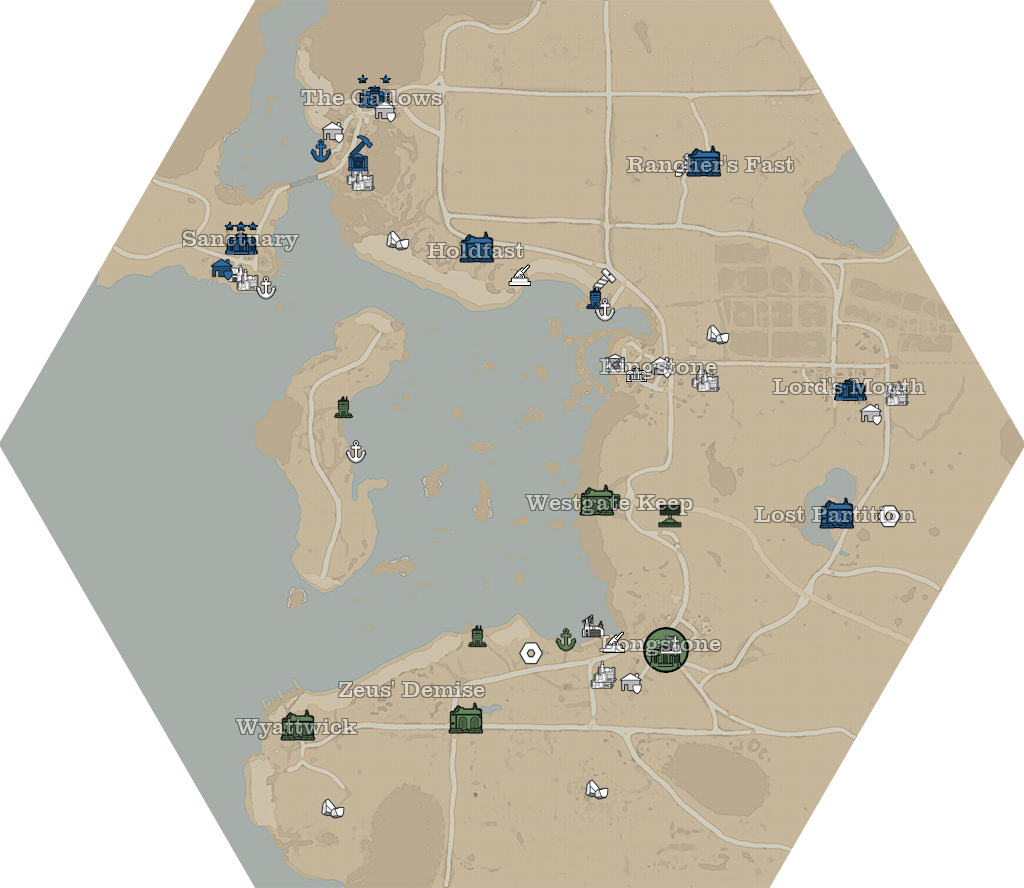 The Gallows
Rancher's Fast
Sanctuary
Holdfast
Kingstone
Lord's Mouth
Westgate Keep
Lost Partition
Longstone
Zeus' Demise
Wyattwick